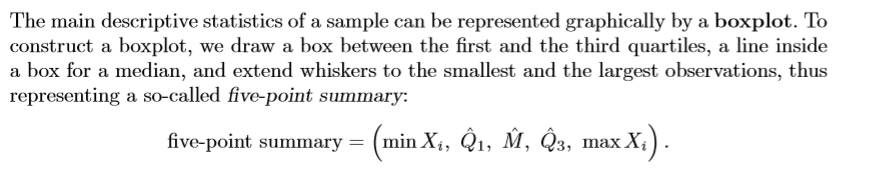 The main descriptive statistics of a sample can be represented graphically by a boxplot. To
construct a boxplot, we draw a box between the first and the third quartiles, a line inside
a box for a median, and extend whiskers to the smallest and the largest observations, thus
representing a so-called five-point summary:
five-point summary = (min Xᵢ, Q̂₁, M̂, Q̂₃, max Xᵢ).